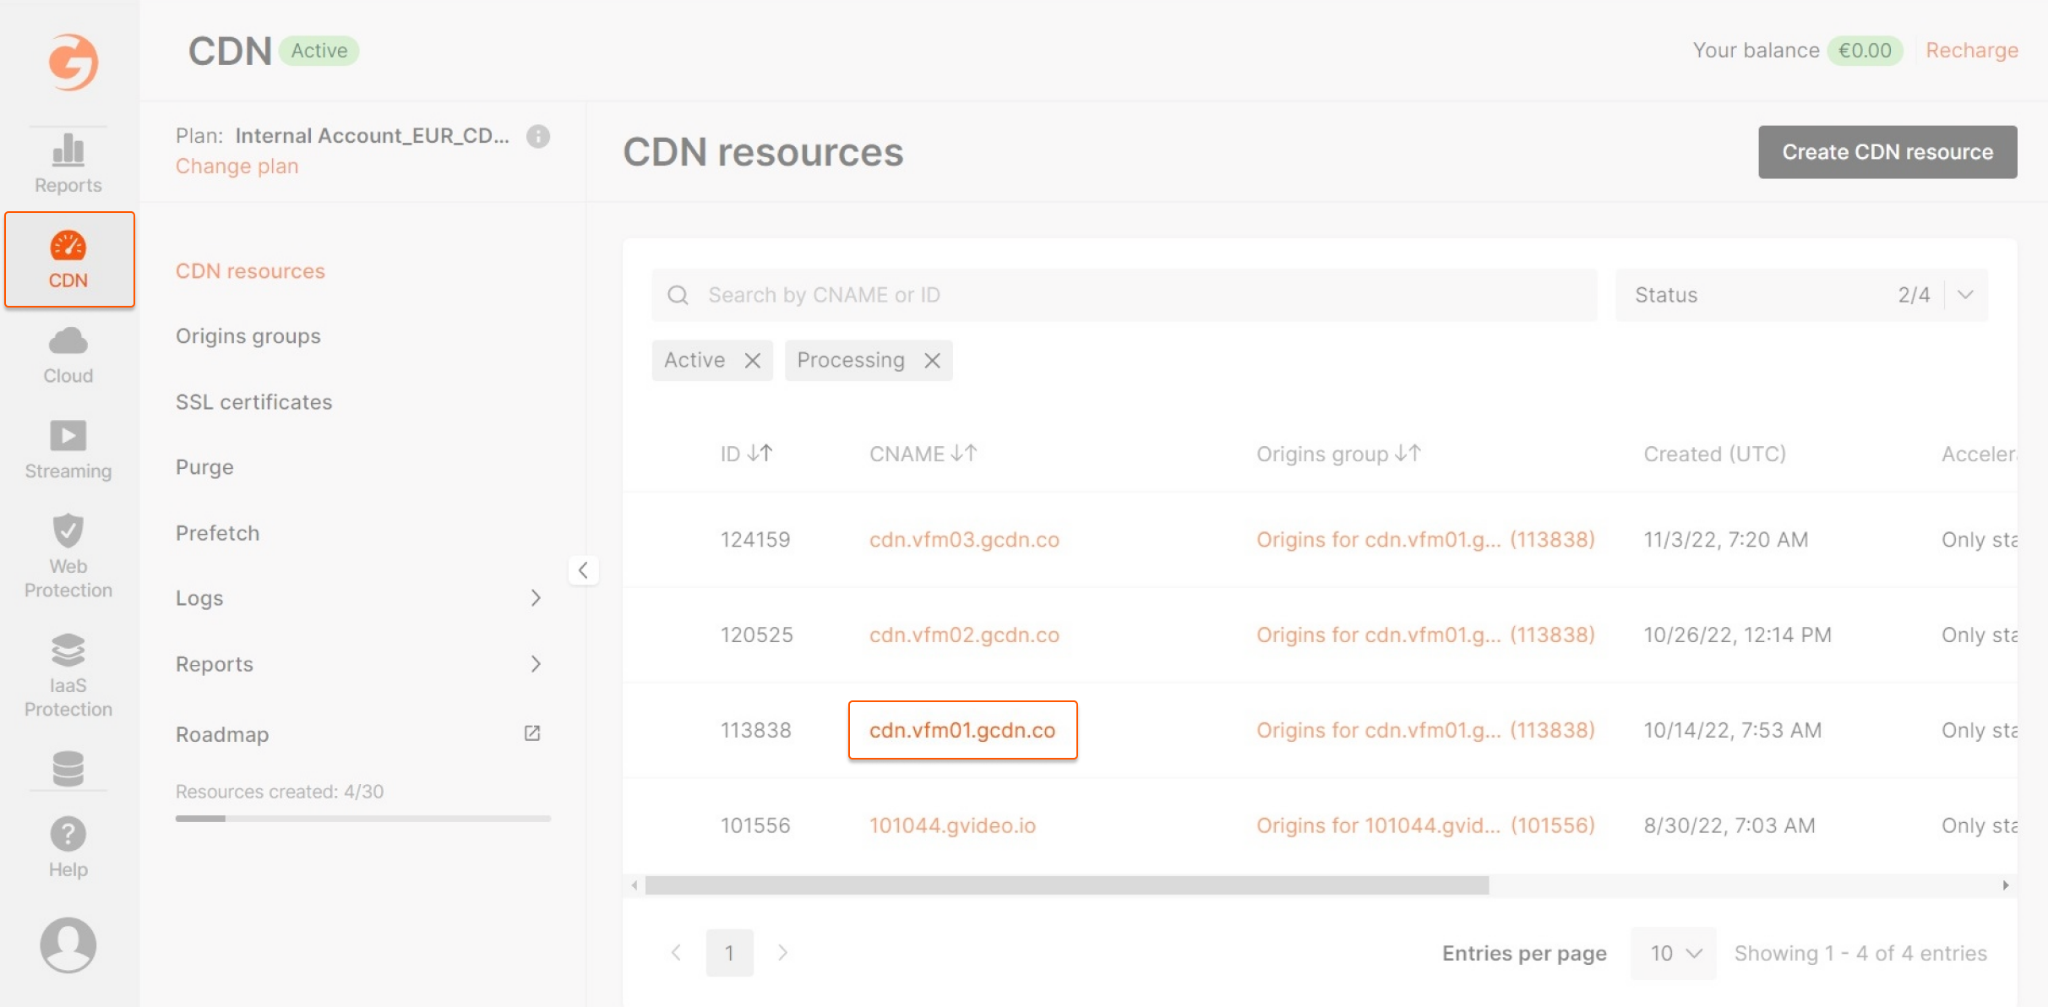 CDN Active
Your balance €0.00 Recharge
Reports
CDN
Cloud
Streaming
Web
Protection
IaaS
Protection
Help
Plan: Internal Account_EUR_CD...
Change plan
CDN resources
Origins groups
SSL certificates
Purge
Prefetch
Logs
Reports
Roadmap
Resources created: 4/30
CDN resources
Create CDN resource
Search by CNAME or ID
Status 2/4
Active Processing
ID CNAME Origins group Created (UTC) Acceler
124159 cdn.vfm03.gcdn.co Origins for cdn.vfm01.g... (113838) 11/3/22, 7:20 AM Only sta
120525 cdn.vfm02.gcdn.co Origins for cdn.vfm01.g... (113838) 10/26/22, 12:14 PM Only sta
113838 cdn.vfm01.gcdn.co Origins for cdn.vfm01.g... (113838) 10/14/22, 7:53 AM Only sta
101556 101044.gvideo.io Origins for 101044.gvid... (101556) 8/30/22, 7:03 AM Only sta
1
Entries per page 10 Showing 1 - 4 of 4 entries